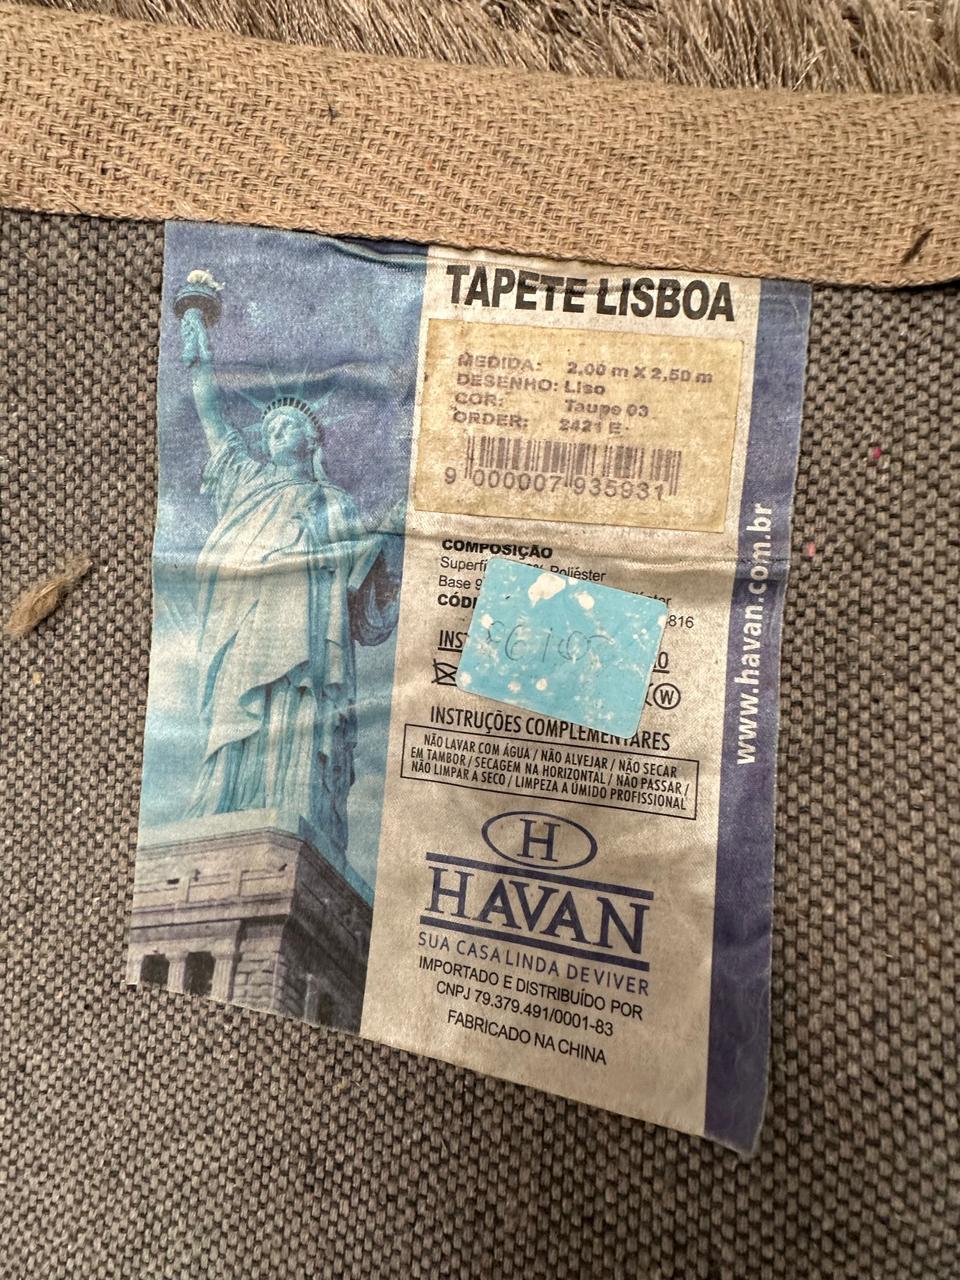 TAPETE LISBOA
MEDIDA: 2,00 m X 2,50 m
DESENHO: Liso
COR: Taupe 03
ORDER: 2421 E
9 000007 935931
COMPOSIÇÃO
Poliéster
Base
-816
INSTRUÇÕES COMPLEMENTARES
NÃO LAVAR COM ÁGUA / NÃO ALVEJAR / NÃO SECAR
EM TAMBOR / SECAGEM NA HORIZONTAL / NÃO PASSAR /
NÃO LIMPAR A SECO / LIMPEZA A ÚMIDO PROFISSIONAL
H
HAVAN
SUA CASA LINDA DE VIVER
IMPORTADO E DISTRIBUÍDO POR
CNPJ 79.379.491/0001-83
FABRICADO NA CHINA
www.havan.com.br